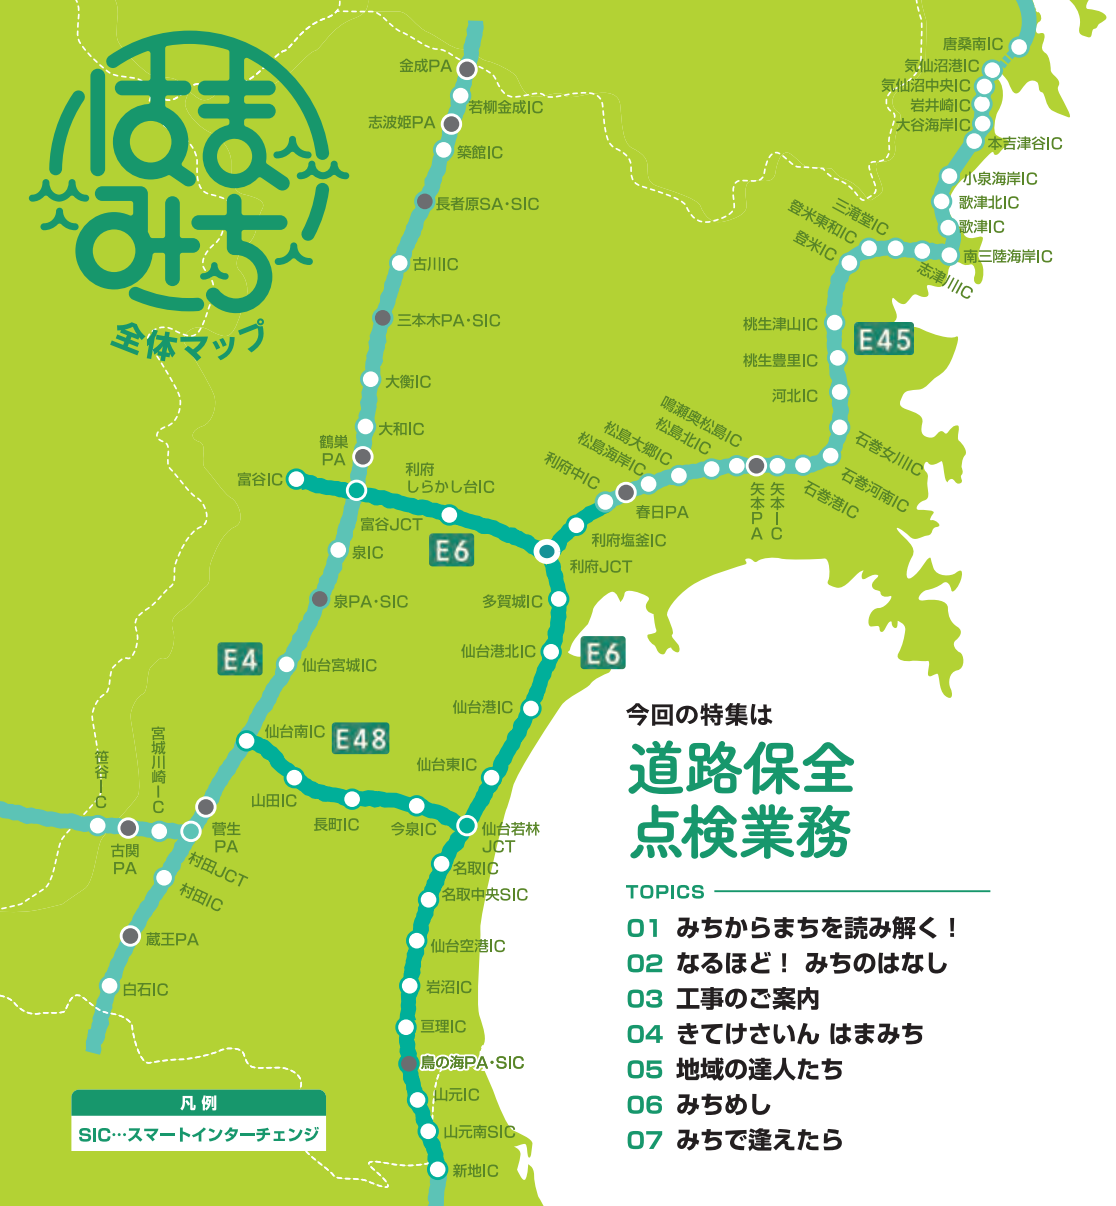 はま
みち
全体マップ
金成PA
若柳金成IC
志波姫PA
築館IC
長者原SA・SIC
古川IC
三本木PA・SIC
大衡IC
大和IC
鶴巣
PA
富谷IC
利府
しらかし台IC
富谷JCT
E6
泉IC
泉PA・SIC
E4
仙台宮城IC
仙台南IC
E48
笹谷IC
宮城川崎IC
古関
PA
菅生
PA
村田JCT
村田IC
蔵王PA
白石IC
山田IC
長町IC
今泉IC
唐桑南IC
気仙沼港IC
気仙沼中央IC
岩井崎IC
大谷海岸IC
本吉津谷IC
小泉海岸IC
歌津北IC
歌津IC
南三陸海岸IC
志津川IC
三滝堂IC
登米東和IC
登米IC
桃生津山IC
E45
桃生豊里IC
河北IC
石巻女川IC
石巻河南IC
石巻港IC
矢本IC
矢本PA
鳴瀬奥松島IC
松島北IC
松島大郷IC
松島海岸IC
春日PA
利府中IC
利府塩釜IC
利府JCT
多賀城IC
仙台港北IC
E6
仙台港IC
仙台東IC
仙台若林
JCT
名取IC
名取中央SIC
仙台空港IC
岩沼IC
亘理IC
鳥の海PA・SIC
山元IC
山元南SIC
新地IC
凡 例
SIC…スマートインターチェンジ
今回の特集は
道路保全
点検業務
TOPICS
01 みちからまちを読み解く！
02 なるほど！ みちのはなし
03 工事のご案内
04 きてけさいん はまみち
05 地域の達人たち
06 みちめし
07 みちで逢えたら